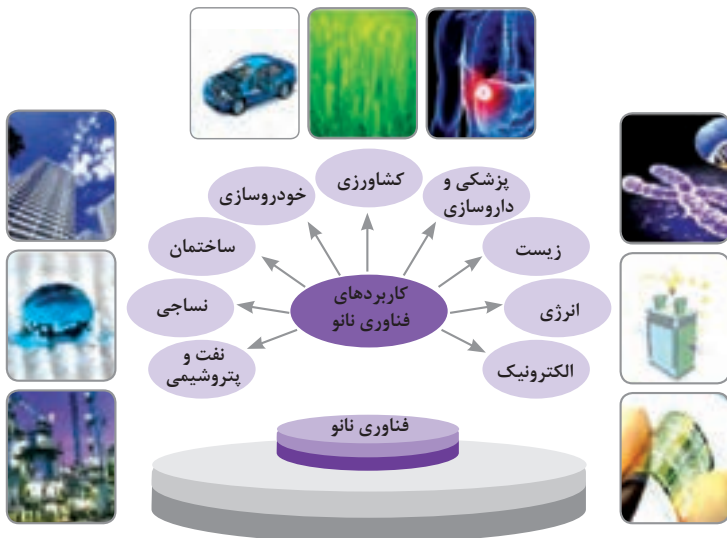 کشاورزی
پزشکی و
داروسازی
خودروسازی
زیست
ساختمان
انرژی
کاربردهای
فناوری نانو
نساجی
الکترونیک
نفت و
پتروشیمی
فناوری نانو